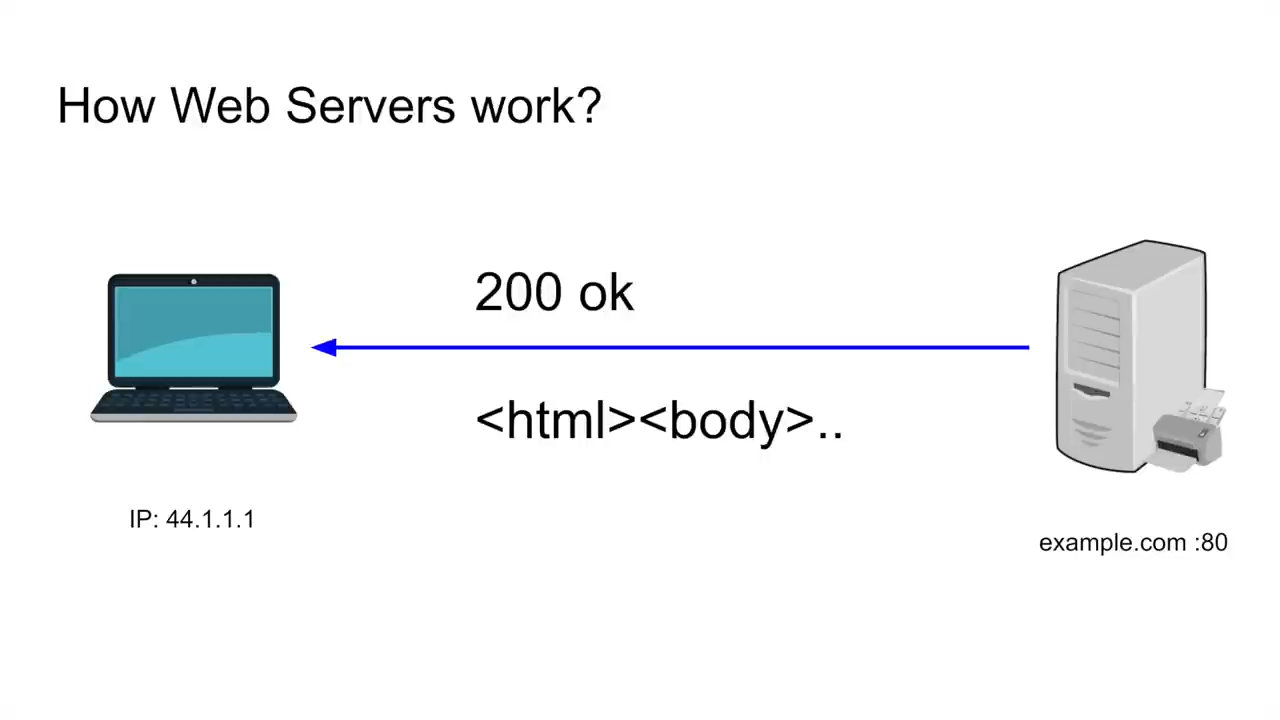 How Web Servers work?
200 ok
<html><body>..
IP: 44.1.1.1
example.com :80